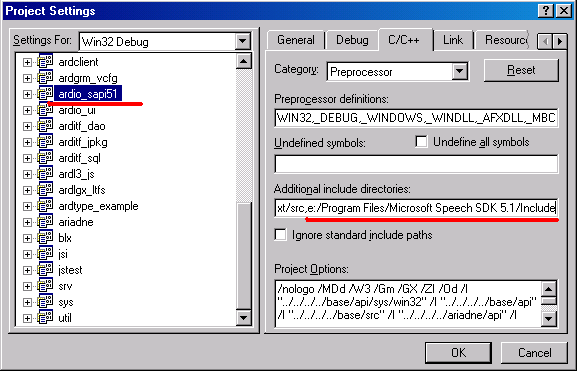 Project Settings
Settings For: Win32 Debug
ardclient
ardgrm_vcfg
ardio_sapi51
ardio_ui
arditf_dao
arditf_jpkg
arditf_sql
ardl3_js
ardlgx_ltfs
ardtype_example
ariadne
blx
jsi
jstest
srv
sys
util
General Debug C/C++ Link Resourc
Category: Preprocessor Reset
Preprocessor definitions:
WIN32,_DEBUG,_WINDOWS,_WINDLL,_AFXDLL,_MBC
Undefined symbols: Undefine all symbols
Additional include directories:
xt/src,e:/Program Files/Microsoft Speech SDK 5.1/Include
Ignore standard include paths
Project Options:
/nologo /MDd /W3 /Gm /GX /ZI /Od /I
"../../../../base/api/sys/win32" /I "../../../../base/api"
/I "../../../../base/src" /I "../../../../ariadne/api" /I
OK Cancel